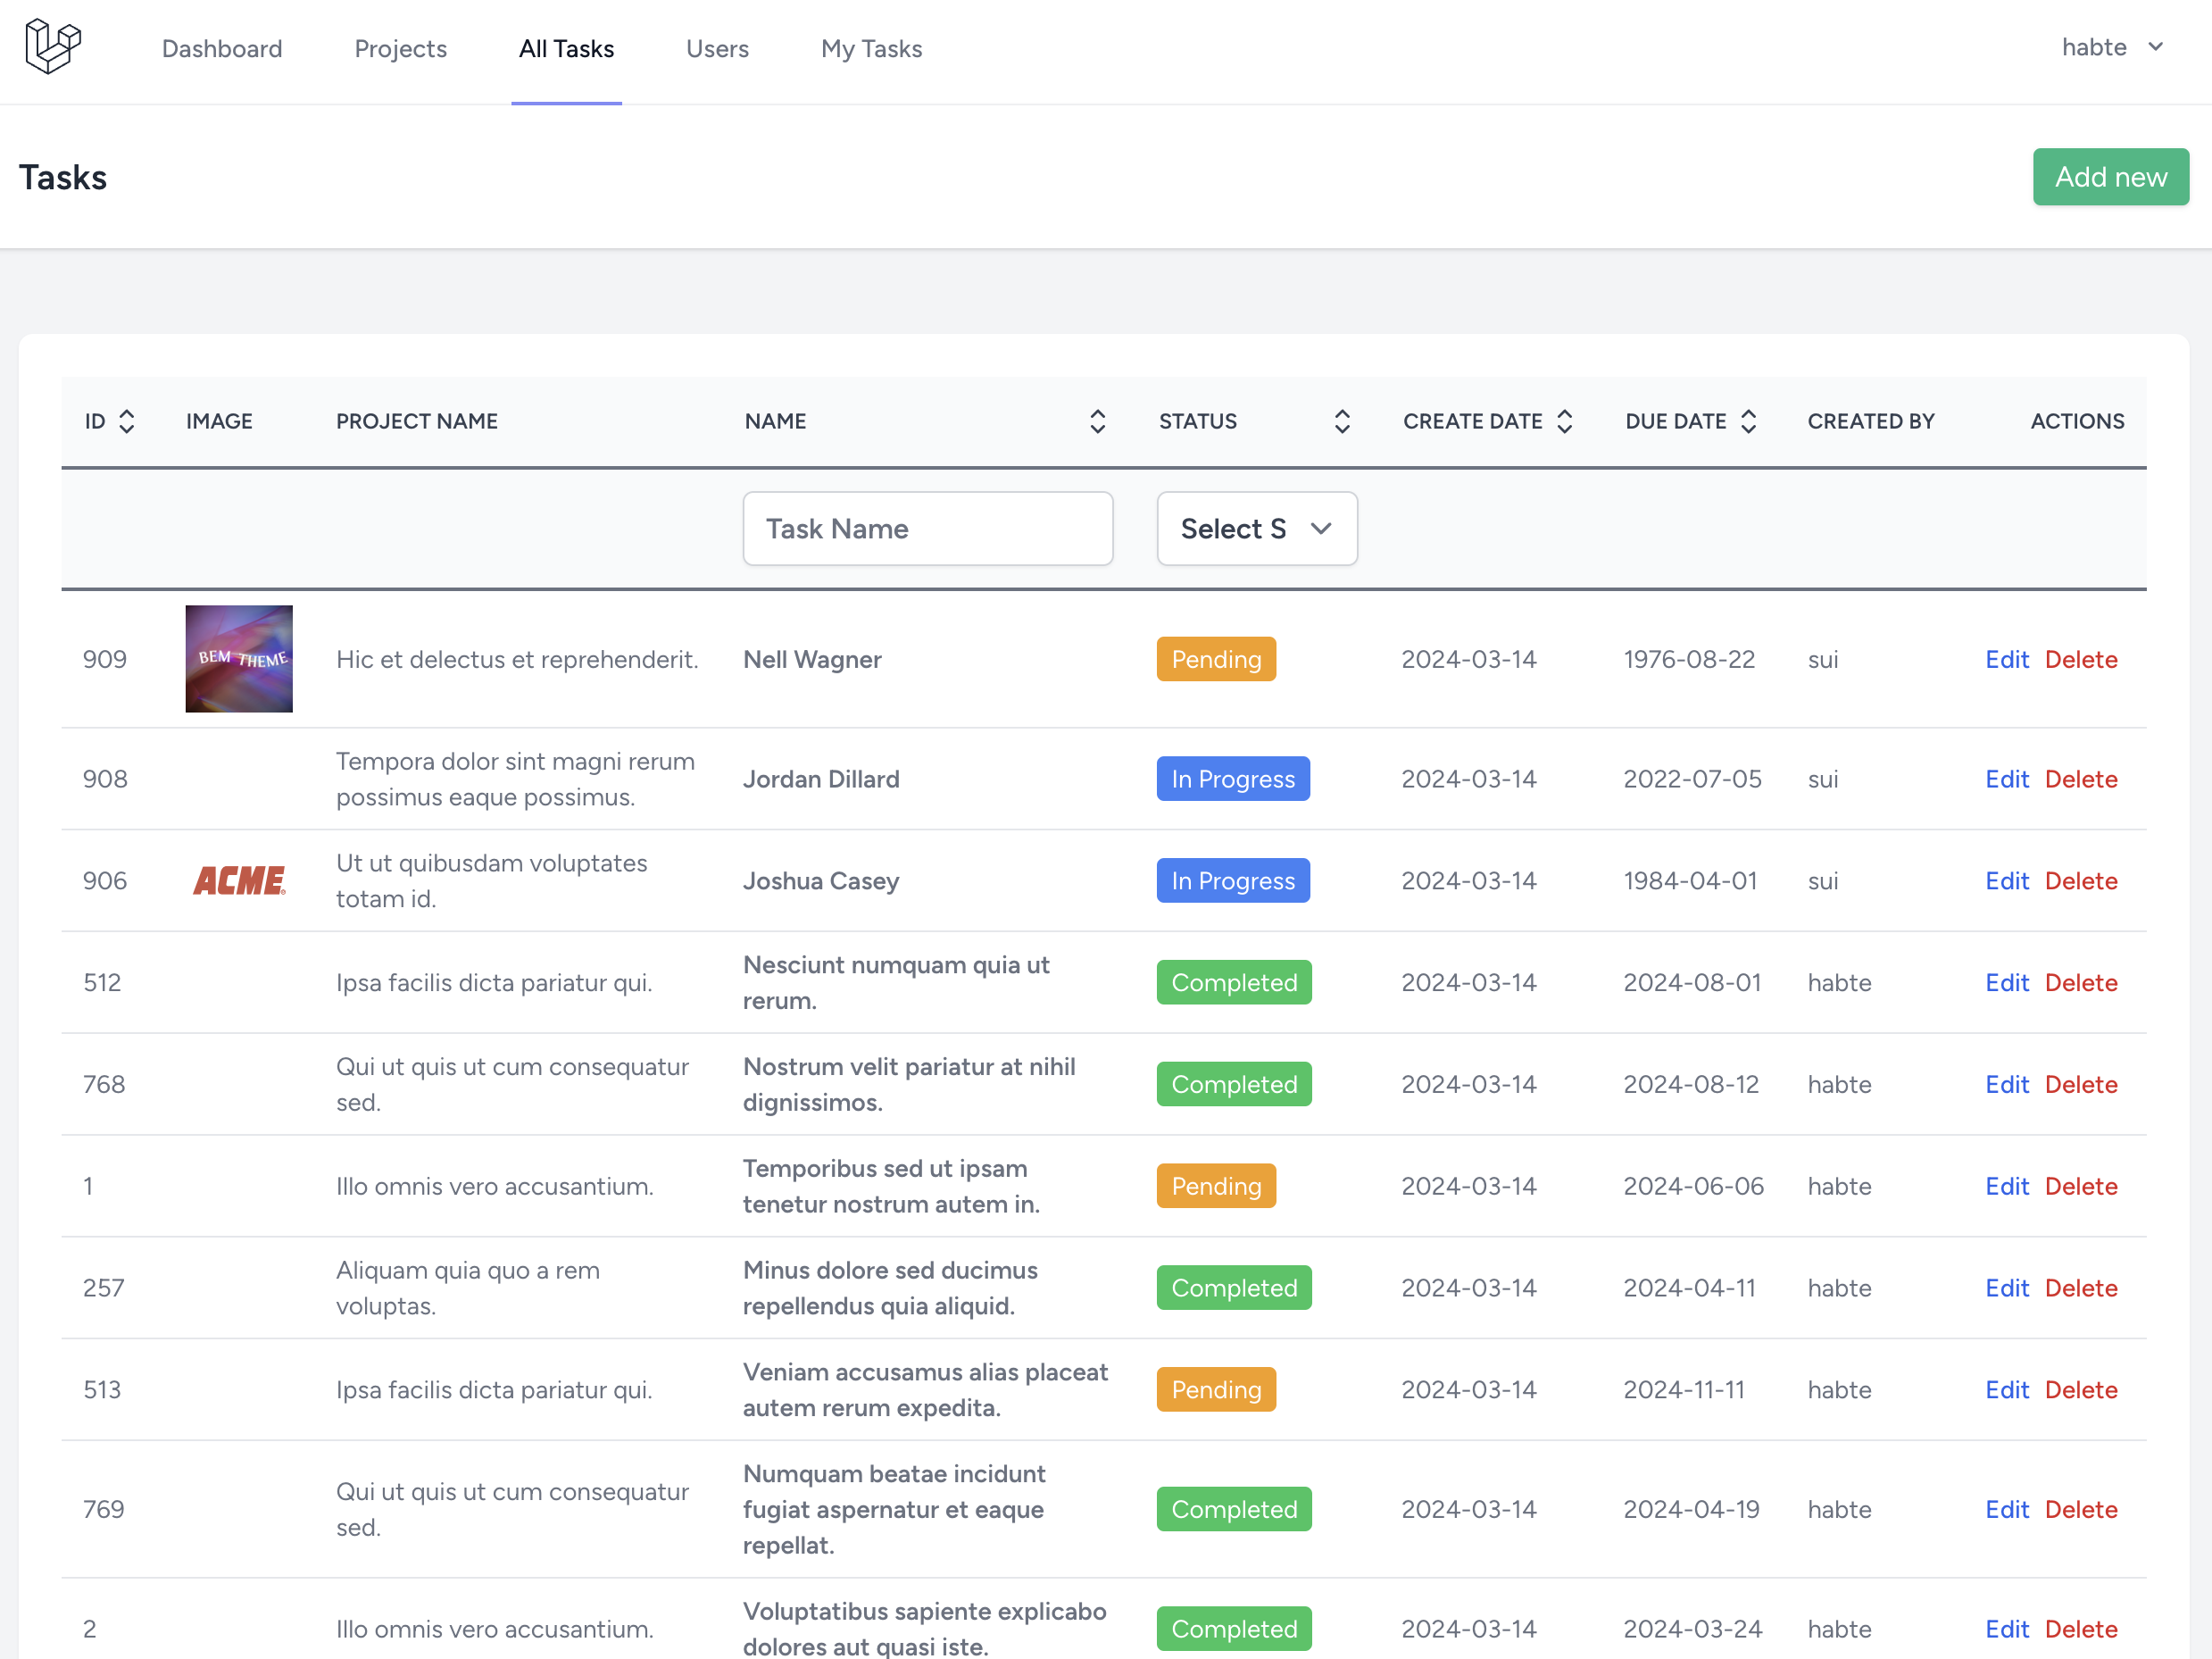 Dashboard Projects All Tasks Users My Tasks habte
Tasks Add new
ID IMAGE PROJECT NAME NAME STATUS CREATE DATE DUE DATE CREATED BY ACTIONS
Task Name Select S
909 BEM THEME Hic et delectus et reprehenderit. Nell Wagner Pending 2024-03-14 1976-08-22 sui Edit Delete
Tempora dolor sint magni rerum
908 possimus eaque possimus. Jordan Dillard In Progress 2024-03-14 2022-07-05 sui Edit Delete
Ut ut quibusdam voluptates
906 ACME totam id. Joshua Casey In Progress 2024-03-14 1984-04-01 sui Edit Delete
512 Ipsa facilis dicta pariatur qui. Nesciunt numquam quia ut
rerum. Completed 2024-03-14 2024-08-01 habte Edit Delete
768 Qui ut quis ut cum consequatur
sed. Nostrum velit pariatur at nihil
dignissimos. Completed 2024-03-14 2024-08-12 habte Edit Delete
1 Illo omnis vero accusantium. Temporibus sed ut ipsam
tenetur nostrum autem in. Pending 2024-03-14 2024-06-06 habte Edit Delete
257 Aliquam quia quo a rem
voluptas. Minus dolore sed ducimus
repellendus quia aliquid. Completed 2024-03-14 2024-04-11 habte Edit Delete
513 Ipsa facilis dicta pariatur qui. Veniam accusamus alias placeat
autem rerum expedita. Pending 2024-03-14 2024-11-11 habte Edit Delete
769 Qui ut quis ut cum consequatur
sed. Numquam beatae incidunt
fugiat aspernatur et eaque
repellat. Completed 2024-03-14 2024-04-19 habte Edit Delete
2 Illo omnis vero accusantium. Voluptatibus sapiente explicabo
dolores aut quasi iste. Completed 2024-03-14 2024-03-24 habte Edit Delete